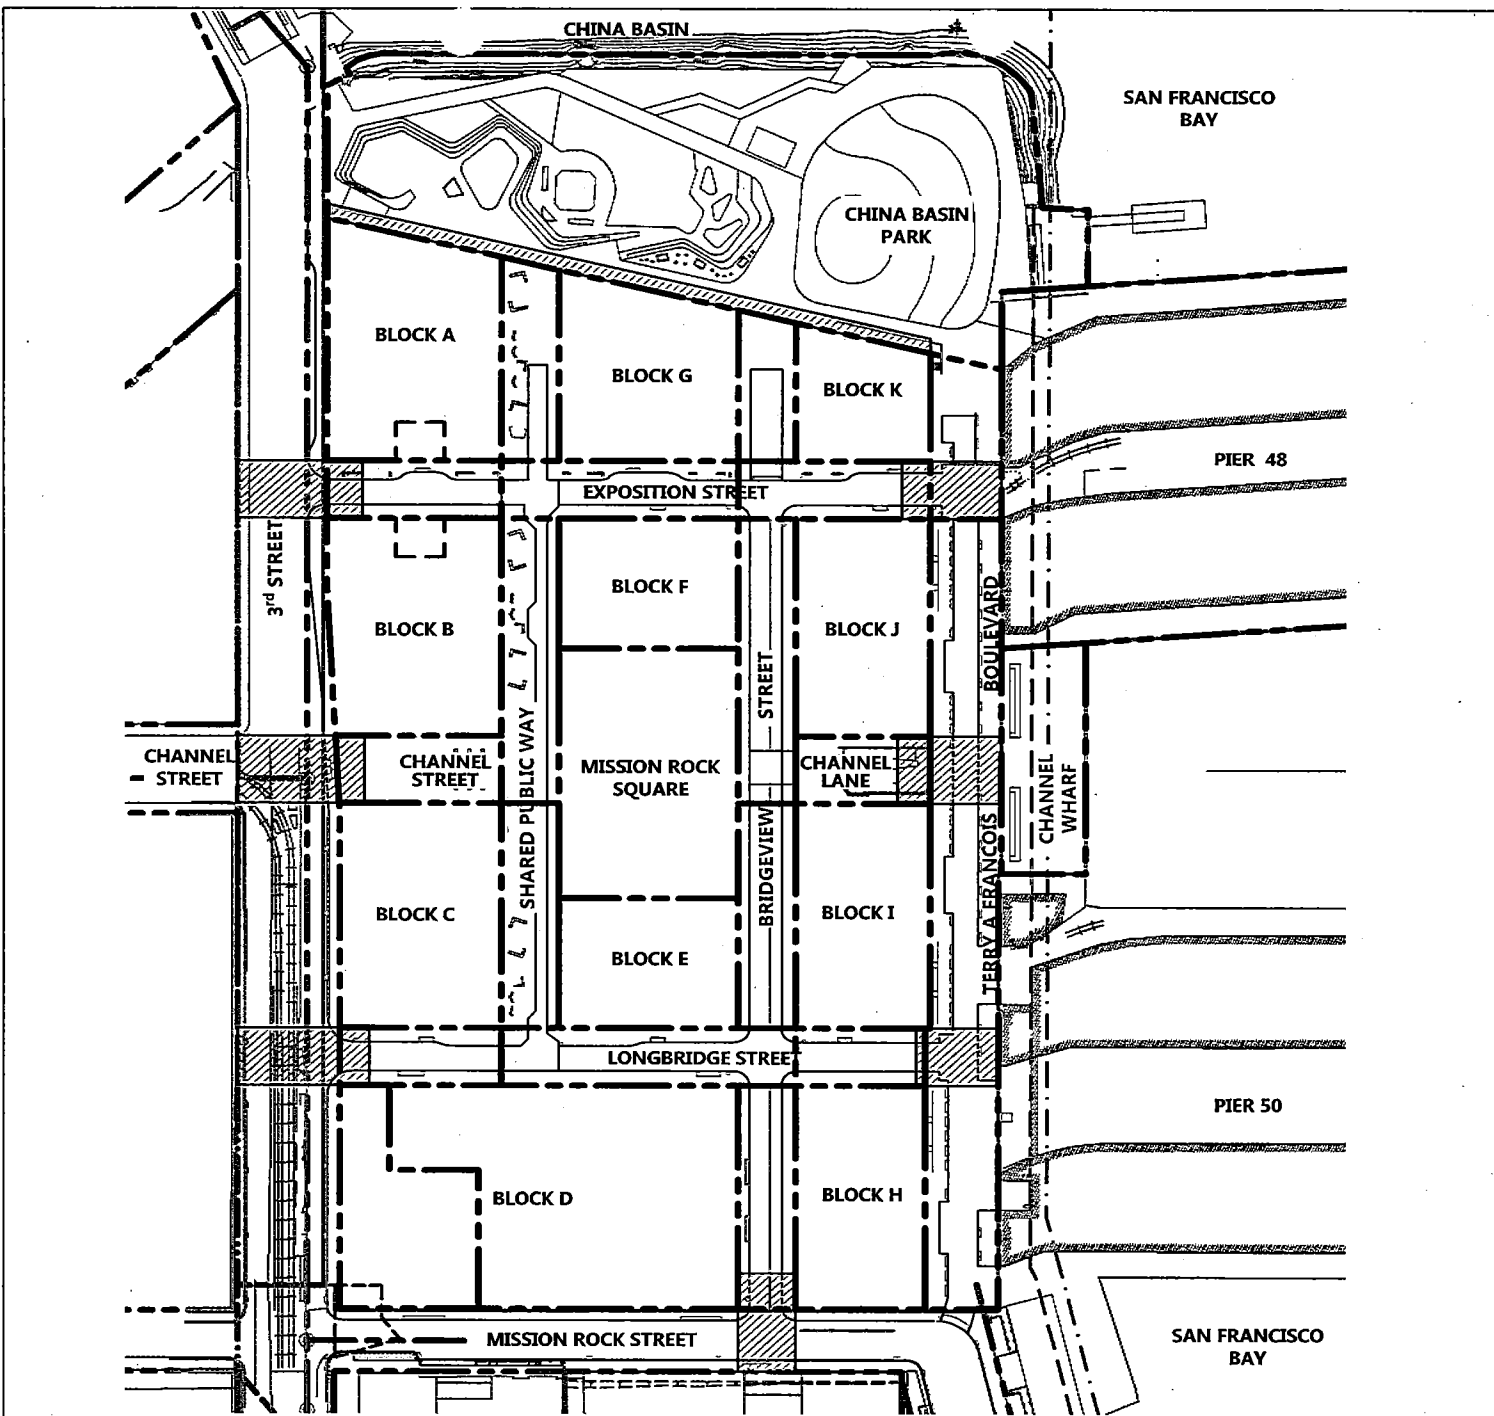 CHINA BASIN
SAN FRANCISCO
BAY
CHINA BASIN
PARK
BLOCK A
BLOCK G
BLOCK K
PIER 48
EXPOSITION STREET
3rd STREET
BLOCK F
BLOCK B
BLOCK J
BOULEVARD
STREET
CHANNEL
STREET
CHANNEL
STREET
SHARED PUBLIC WAY
MISSION ROCK
SQUARE
CHANNEL
LANE
CHANNEL
WHARF
BRIDGEVIEW
TERRY A FRANCOIS
BLOCK C
BLOCK I
BLOCK E
LONGBRIDGE STREET
PIER 50
BLOCK D
BLOCK H
MISSION ROCK STREET
SAN FRANCISCO
BAY